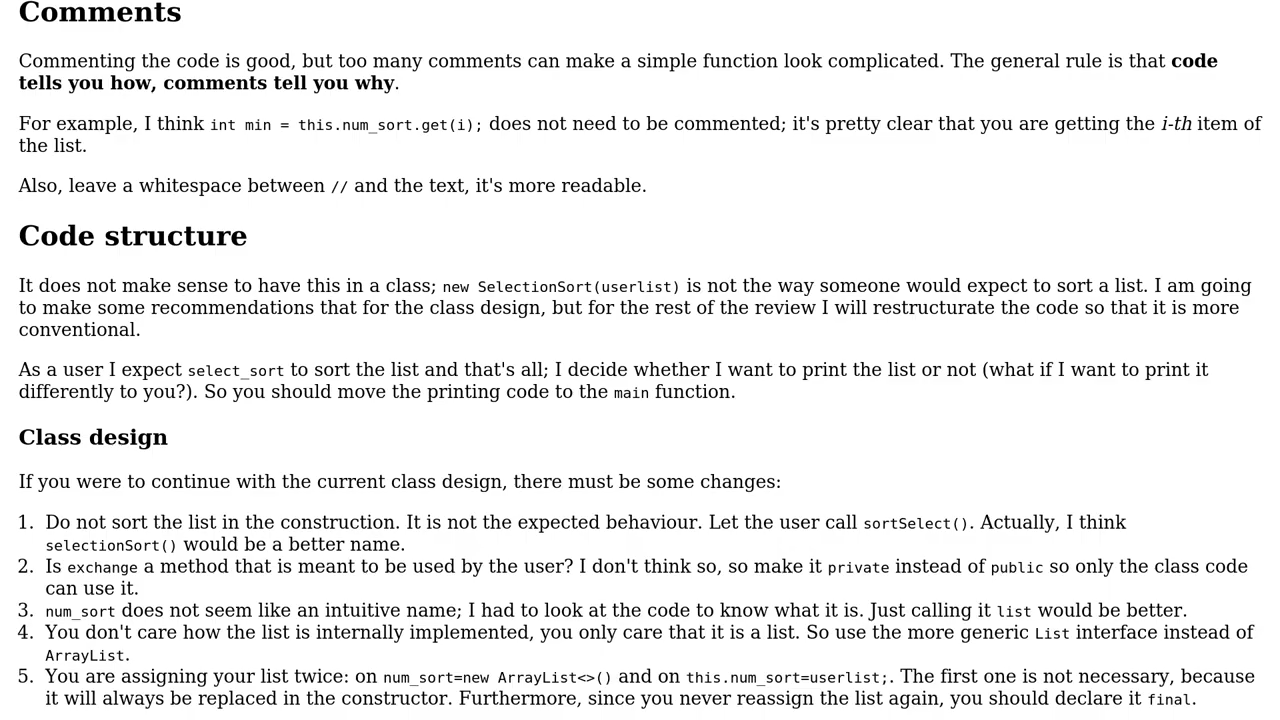 Comments
Commenting the code is good, but too many comments can make a simple function look complicated. The general rule is that code
tells you how, comments tell you why.
For example, I think int min = this.num_sort.get(i); does not need to be commented; it's pretty clear that you are getting the i-th item of
the list.
Also, leave a whitespace between // and the text, it's more readable.
Code structure
It does not make sense to have this in a class; new SelectionSort(userlist) is not the way someone would expect to sort a list. I am going
to make some recommendations that for the class design, but for the rest of the review I will restructurate the code so that it is more
conventional.
As a user I expect select_sort to sort the list and that's all; I decide whether I want to print the list or not (what if I want to print it
differently to you?). So you should move the printing code to the main function.
Class design
If you were to continue with the current class design, there must be some changes:
1. Do not sort the list in the construction. It is not the expected behaviour. Let the user call sortSelect(). Actually, I think
selectionSort() would be a better name.
2. Is exchange a method that is meant to be used by the user? I don't think so, so make it private instead of public so only the class code
can use it.
3. num_sort does not seem like an intuitive name; I had to look at the code to know what it is. Just calling it list would be better.
4. You don't care how the list is internally implemented, you only care that it is a list. So use the more generic List interface instead of
ArrayList.
5. You are assigning your list twice: on num_sort=new ArrayList<>() and on this.num_sort=userlist;. The first one is not necessary, because
it will always be replaced in the constructor. Furthermore, since you never reassign the list again, you should declare it final.